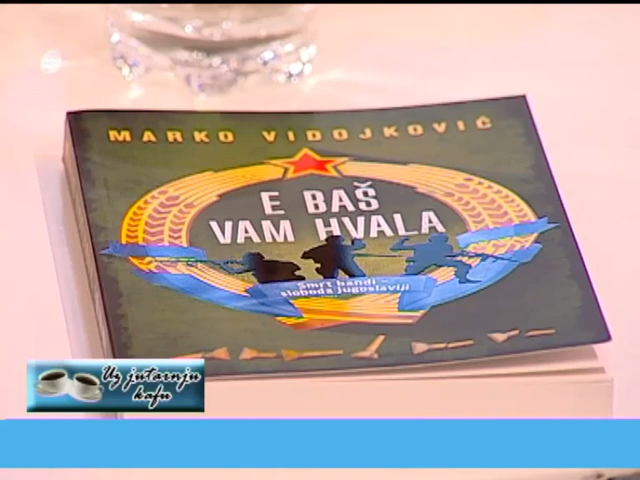 MARKO VIDOJKOVIĆ
E BAŠ
VAM HVALA
Smrt bandi -
sloboda jugoslaviji
Uz jutarnju
kafu